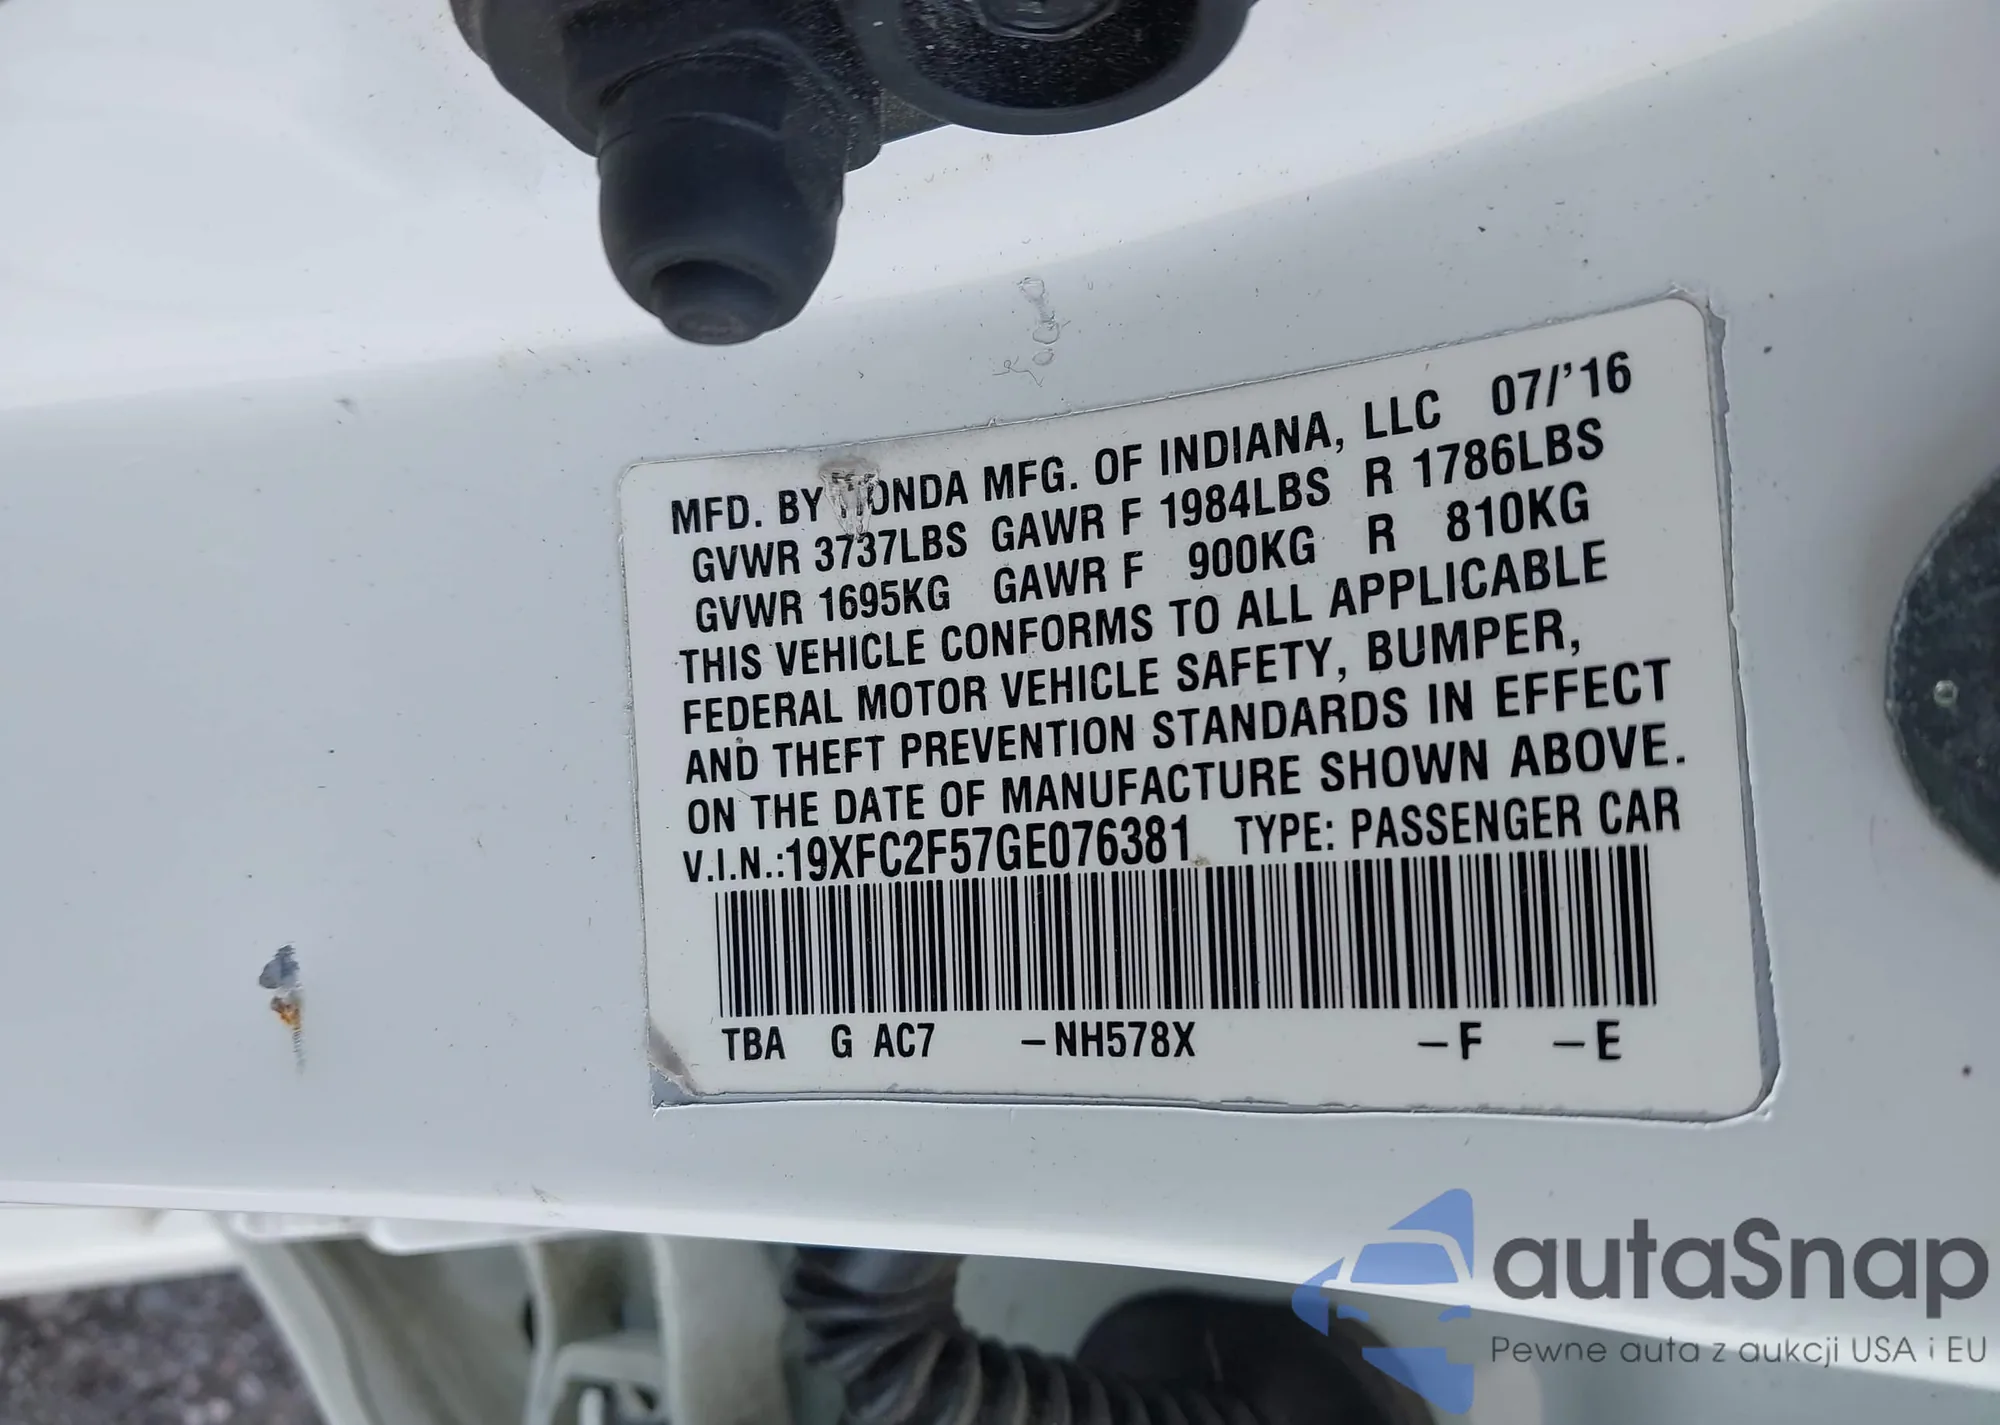 MFD. BY HONDA MFG. OF INDIANA, LLC 07/'16
GVWR 3737LBS GAWR F 1984LBS R 1786LBS
GVWR 1695KG GAWR F 900KG R 810KG
THIS VEHICLE CONFORMS TO ALL APPLICABLE
FEDERAL MOTOR VEHICLE SAFETY, BUMPER,
AND THEFT PREVENTION STANDARDS IN EFFECT
ON THE DATE OF MANUFACTURE SHOWN ABOVE.
V.I.N.:19XFC2F57GE076381 TYPE: PASSENGER CAR
TBA G AC7 –NH578X –F –E
autaSnap
Pewne auta z aukcji USA i EU